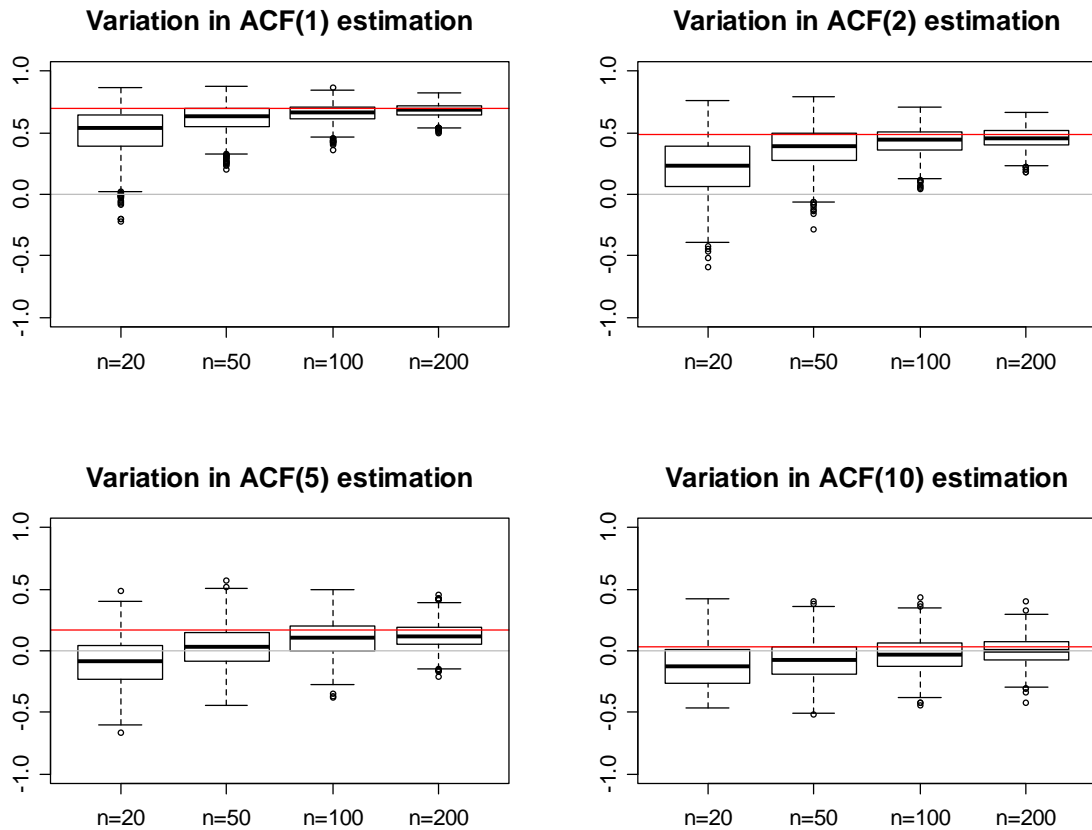 Variation in ACF(1) estimation
1.0
0.5
0.0
-0.5
-1.0
n=20 n=50 n=100 n=200
Variation in ACF(2) estimation
1.0
0.5
0.0
-0.5
-1.0
n=20 n=50 n=100 n=200
Variation in ACF(5) estimation
1.0
0.5
0.0
-0.5
-1.0
n=20 n=50 n=100 n=200
Variation in ACF(10) estimation
1.0
0.5
0.0
-0.5
-1.0
n=20 n=50 n=100 n=200